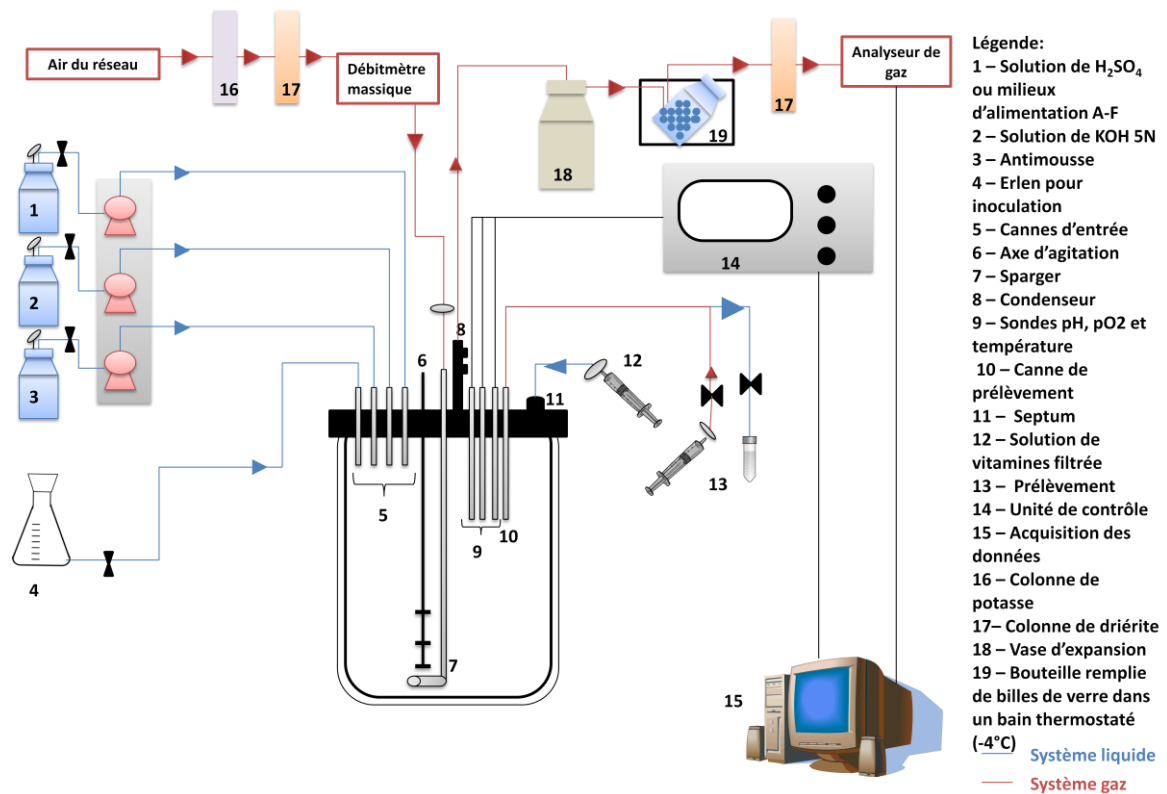 Air du réseau
16
17
Débitmètre
massique
18
19
17
Analyseur de
gaz
1
2
3
4
5
6
7
8
9
10
11
12
13
14
15
Légende:
1 – Solution de H₂SO₄
ou milieux
d'alimentation A-F
2 – Solution de KOH 5N
3 – Antimousse
4 – Erlen pour
inoculation
5 – Cannes d'entrée
6 – Axe d'agitation
7 – Sparger
8 – Condenseur
9 – Sondes pH, pO2 et
température
10 – Canne de
prélèvement
11 – Septum
12 – Solution de
vitamines filtrée
13 – Prélèvement
14 – Unité de contrôle
15 – Acquisition des
données
16 – Colonne de
potasse
17– Colonne de driérite
18 – Vase d'expansion
19 – Bouteille remplie
de billes de verre dans
un bain thermostaté
(-4°C)
Système liquide
Système gaz